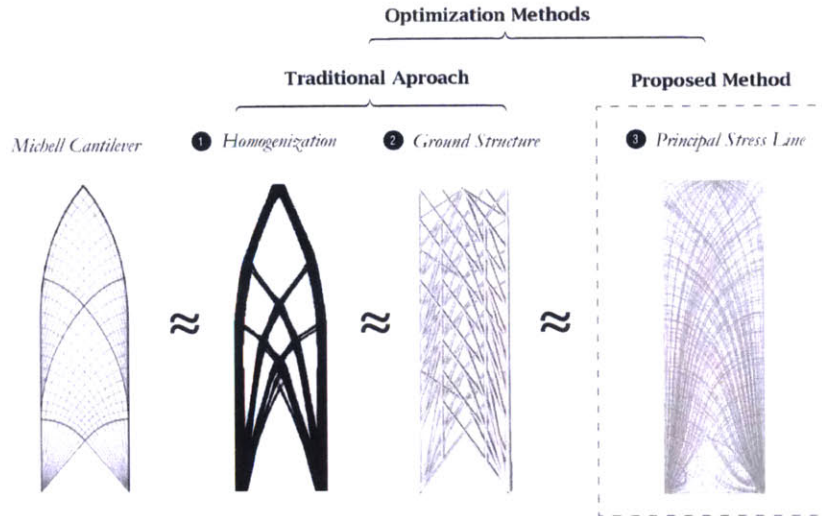 Optimization Methods
Traditional Aproach
Proposed Method
Michell Cantilever
1 Homogenization
2 Ground Structure
3 Principal Stress Line
≈
≈
≈